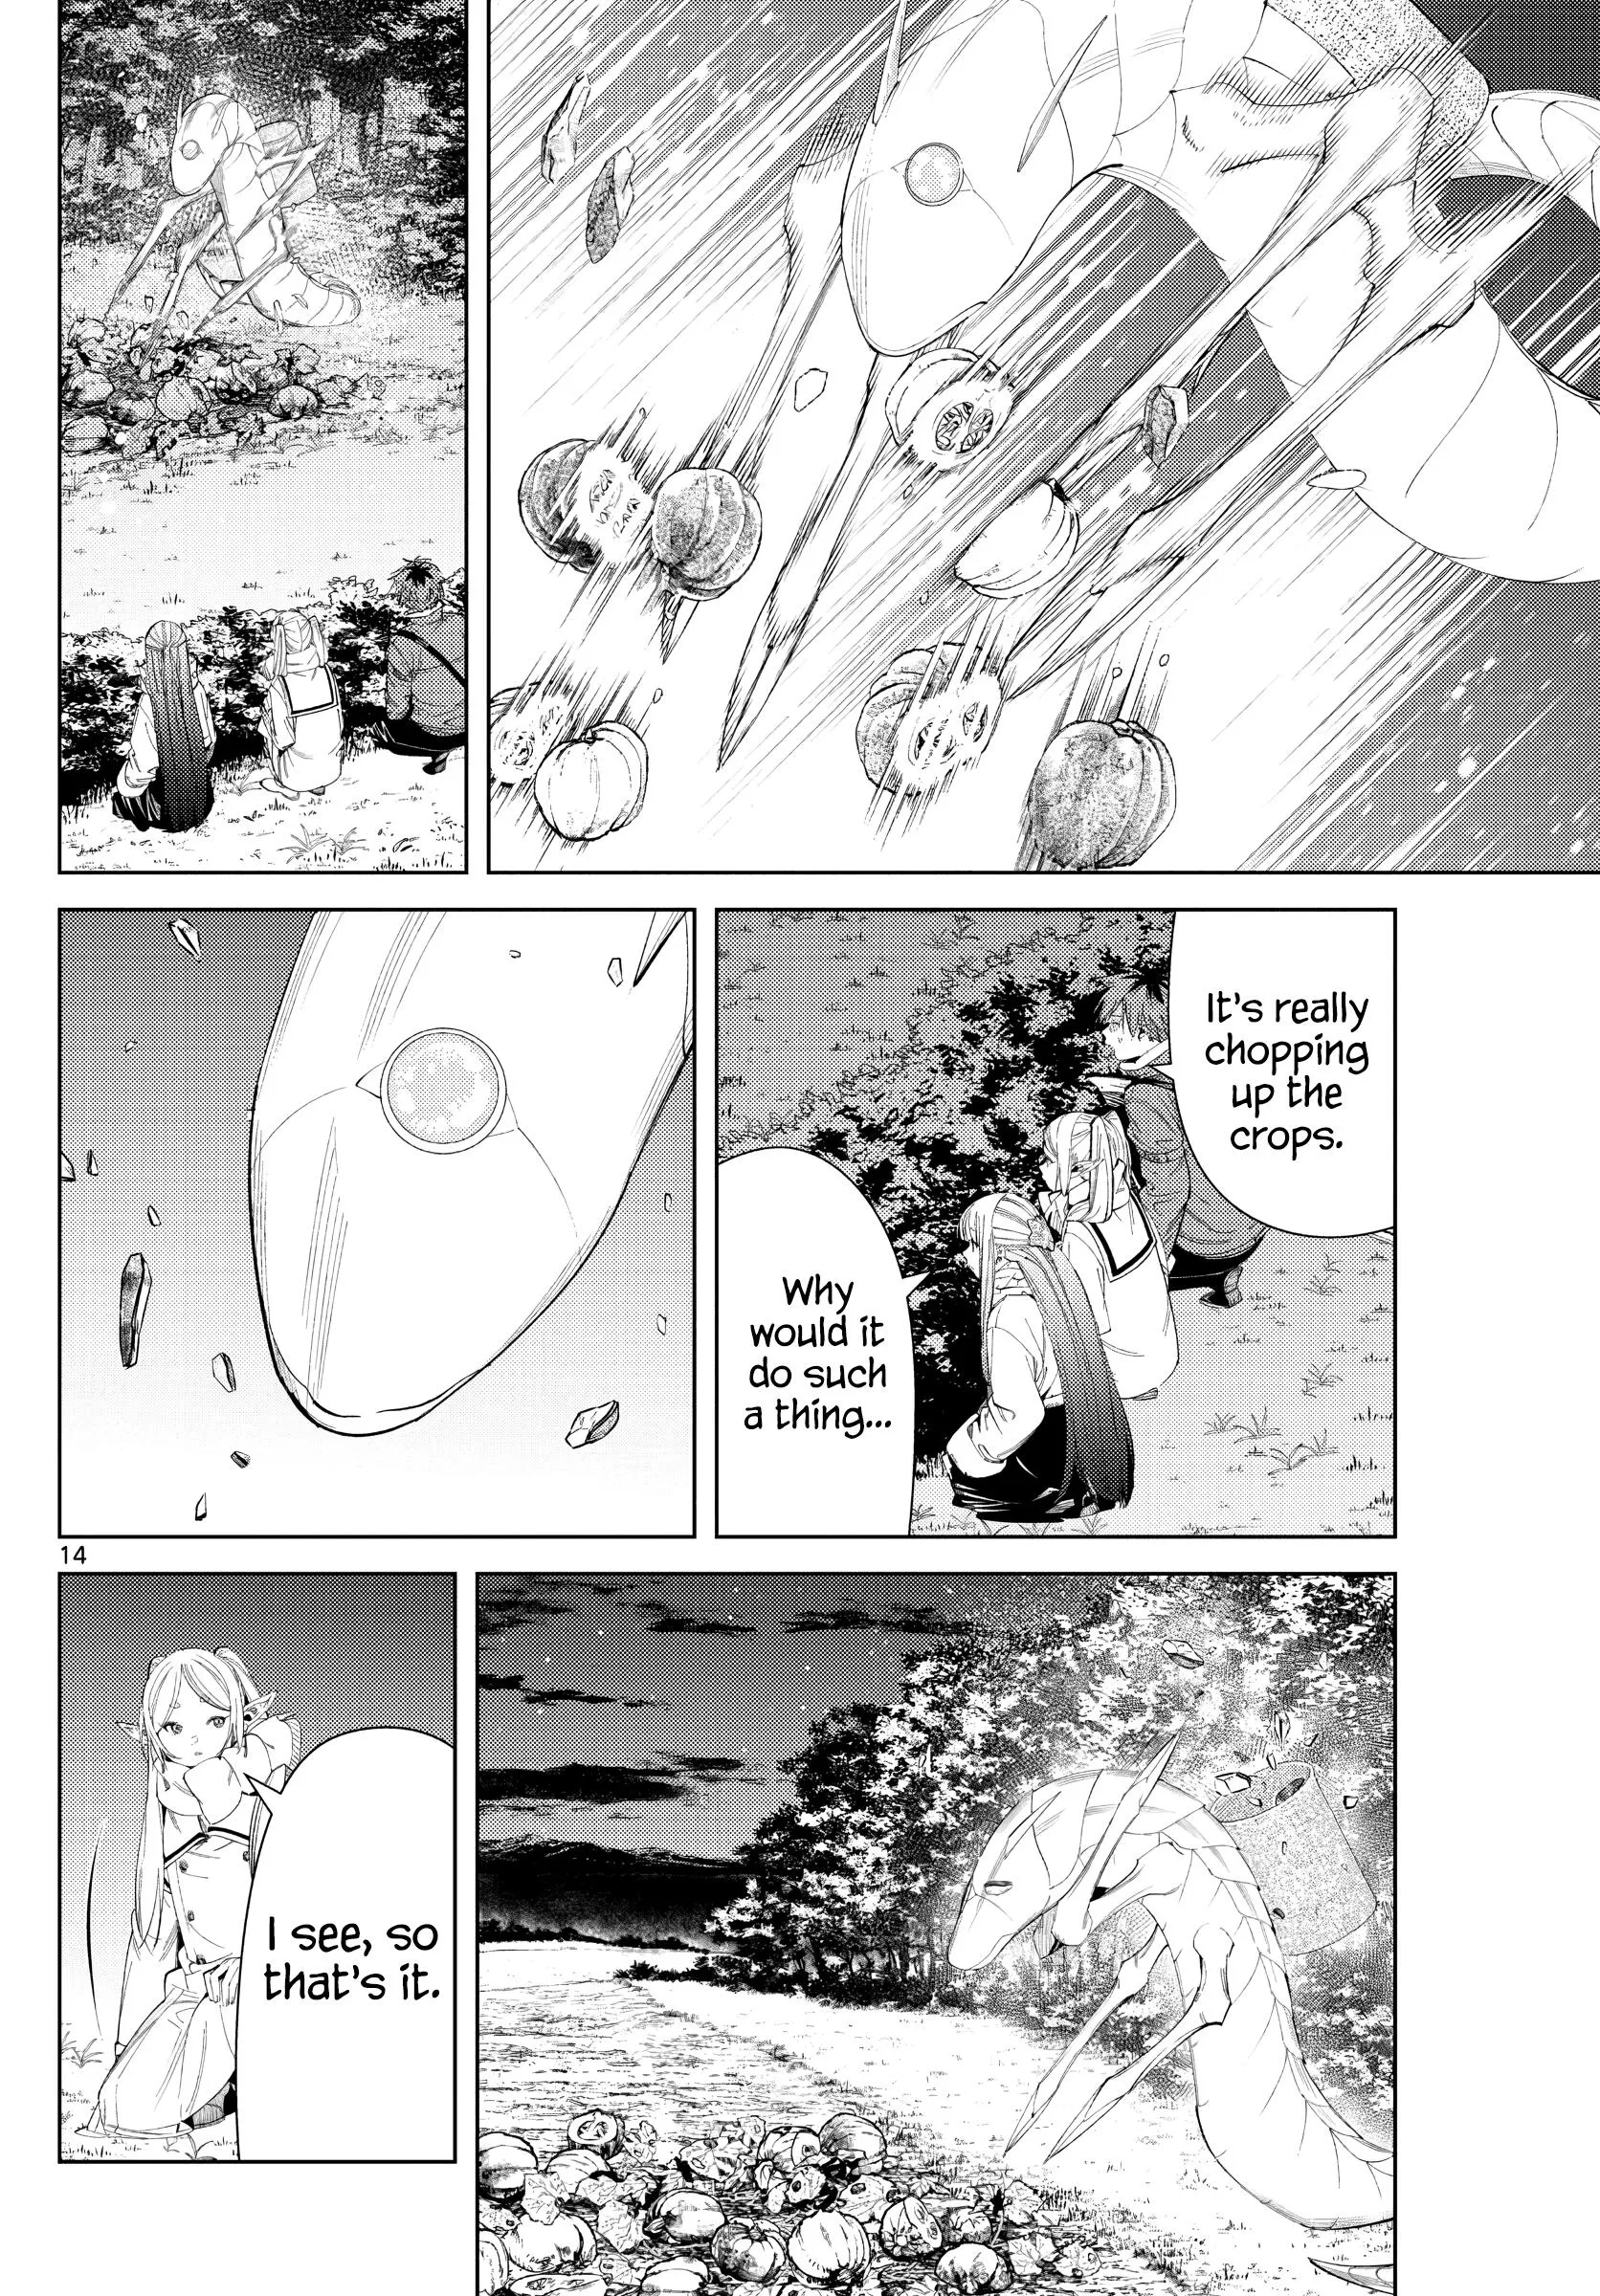 It's really
chopping
up the
crops.
Why
would it
do such
a thing...
14
I see, so
that's it.